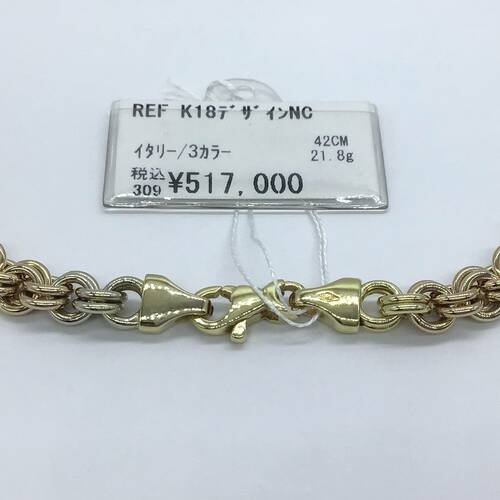 REF K18ﾃﾞｻﾞｲﾝNC
42CM
イタリー/3カラー 21.8g
税込
309 ¥517,000